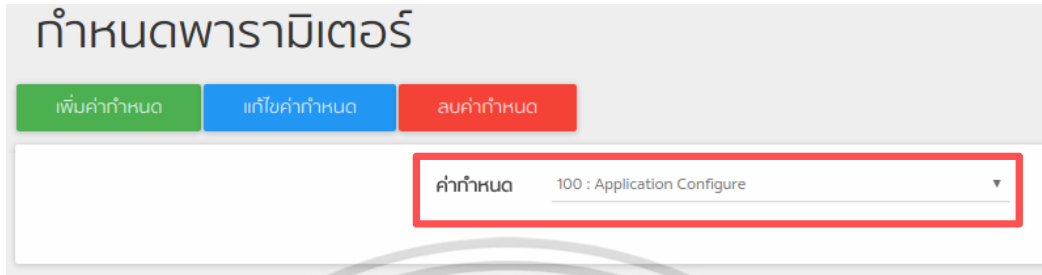 กำหนดพารามิเตอร์
เพิ่มค่ากำหนด แก้ไขค่ากำหนด ลบค่ากำหนด
ค่ากำหนด 100 : Application Configure